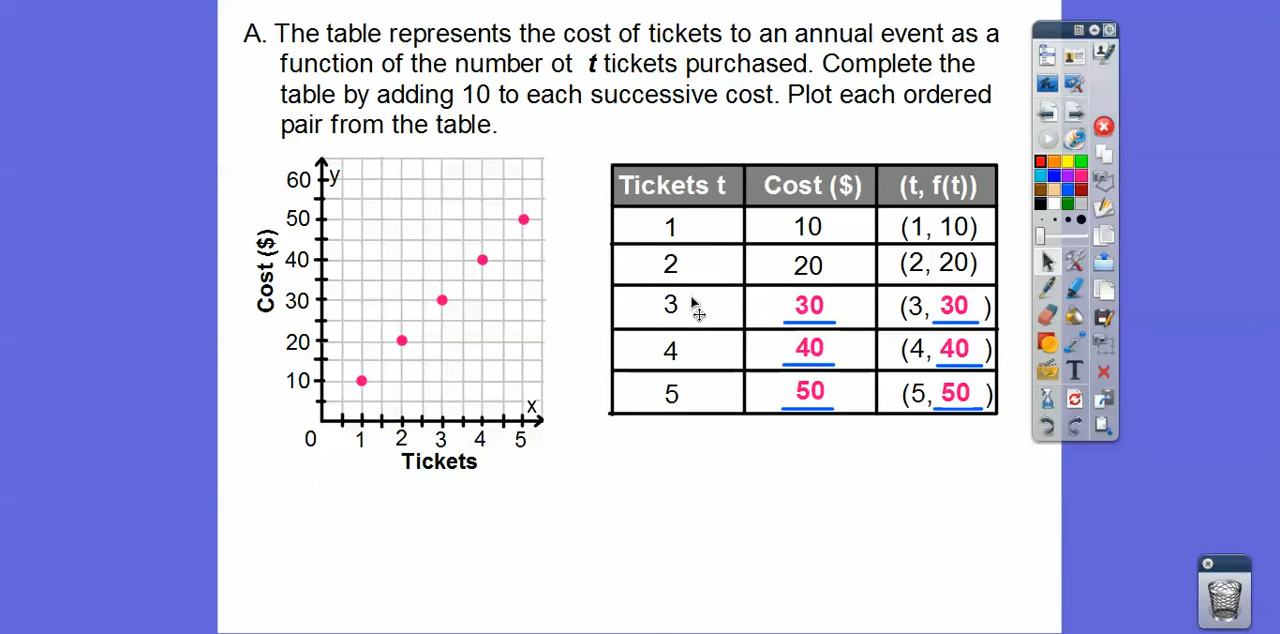 A. The table represents the cost of tickets to an annual event as a
function of the number ot t tickets purchased. Complete the
table by adding 10 to each successive cost. Plot each ordered
pair from the table.
y
60
50
40
30
20
10
Cost ($)
x
0 1 2 3 4 5
Tickets
Tickets t Cost ($) (t, f(t))
1 10 (1, 10)
2 20 (2, 20)
3 30 (3, 30 )
4 40 (4, 40 )
5 50 (5, 50 )
T